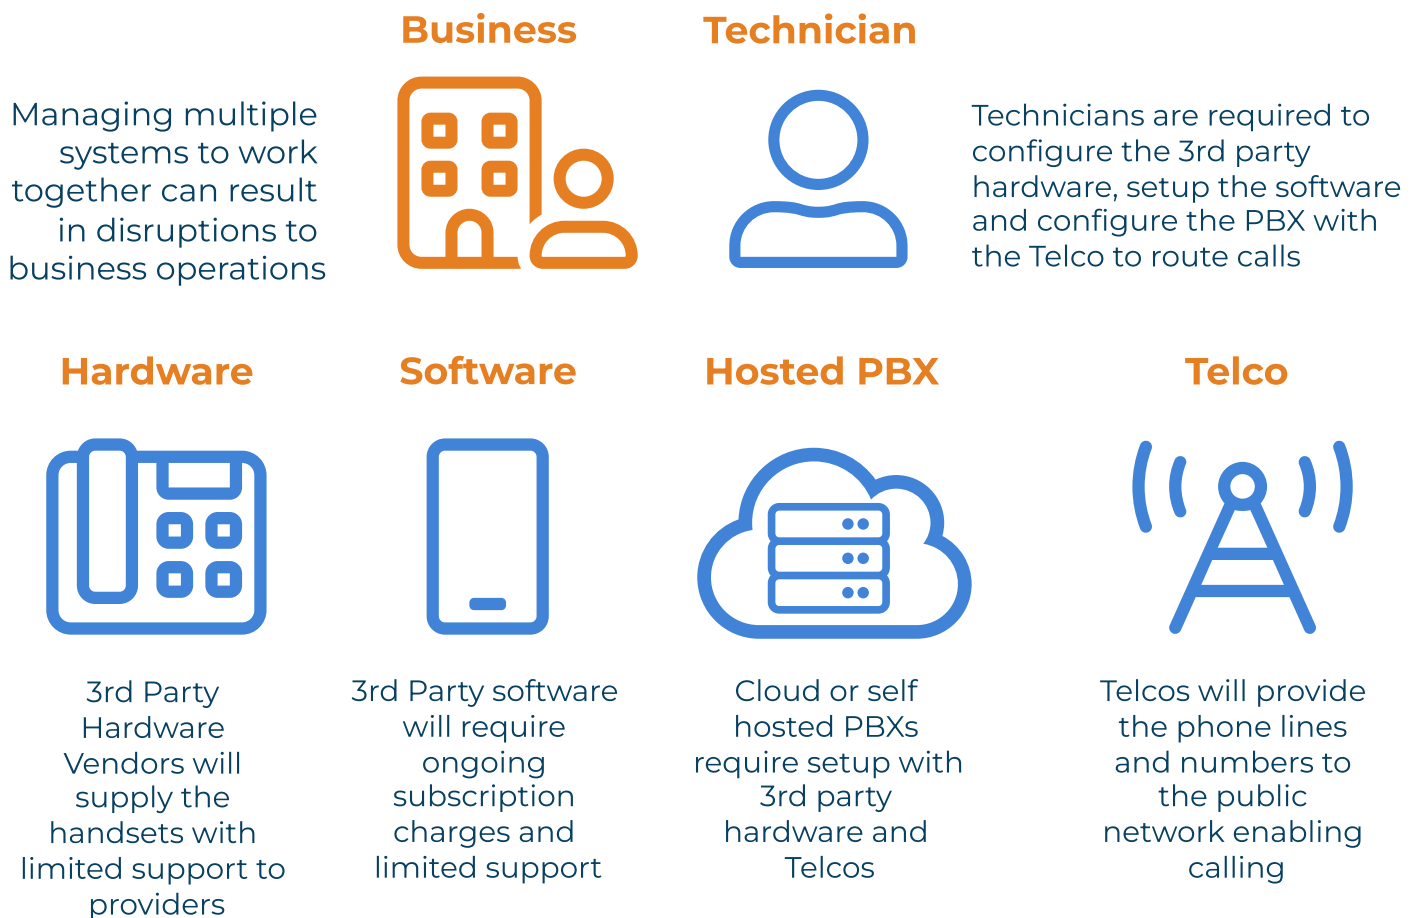 Business
Technician
Managing multiple
systems to work
together can result
in disruptions to
business operations
Technicians are required to
configure the 3rd party
hardware, setup the software
and configure the PBX with
the Telco to route calls
Hardware
Software
Hosted PBX
Telco
3rd Party
Hardware
Vendors will
supply the
handsets with
limited support to
providers
3rd Party software
will require
ongoing
subscription
charges and
limited support
Cloud or self
hosted PBXs
require setup with
3rd party
hardware and
Telcos
Telcos will provide
the phone lines
and numbers to
the public
network enabling
calling